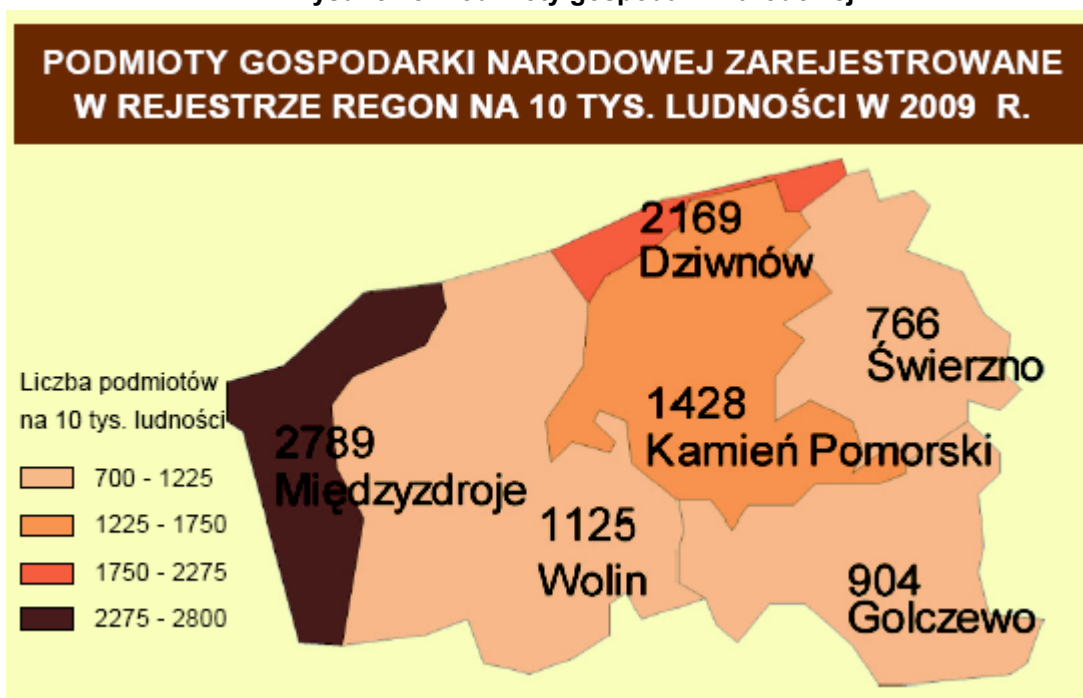 PODMIOTY GOSPODARKI NARODOWEJ ZAREJESTROWANE
W REJESTRZE REGON NA 10 TYS. LUDNOŚCI W 2009 R.
2169
Dziwnów
766
Świerzno
1428
Kamień Pomorski
2789
Międzyzdroje
1125
Wolin
904
Golczewo
Liczba podmiotów
na 10 tys. ludności
700 - 1225
1225 - 1750
1750 - 2275
2275 - 2800